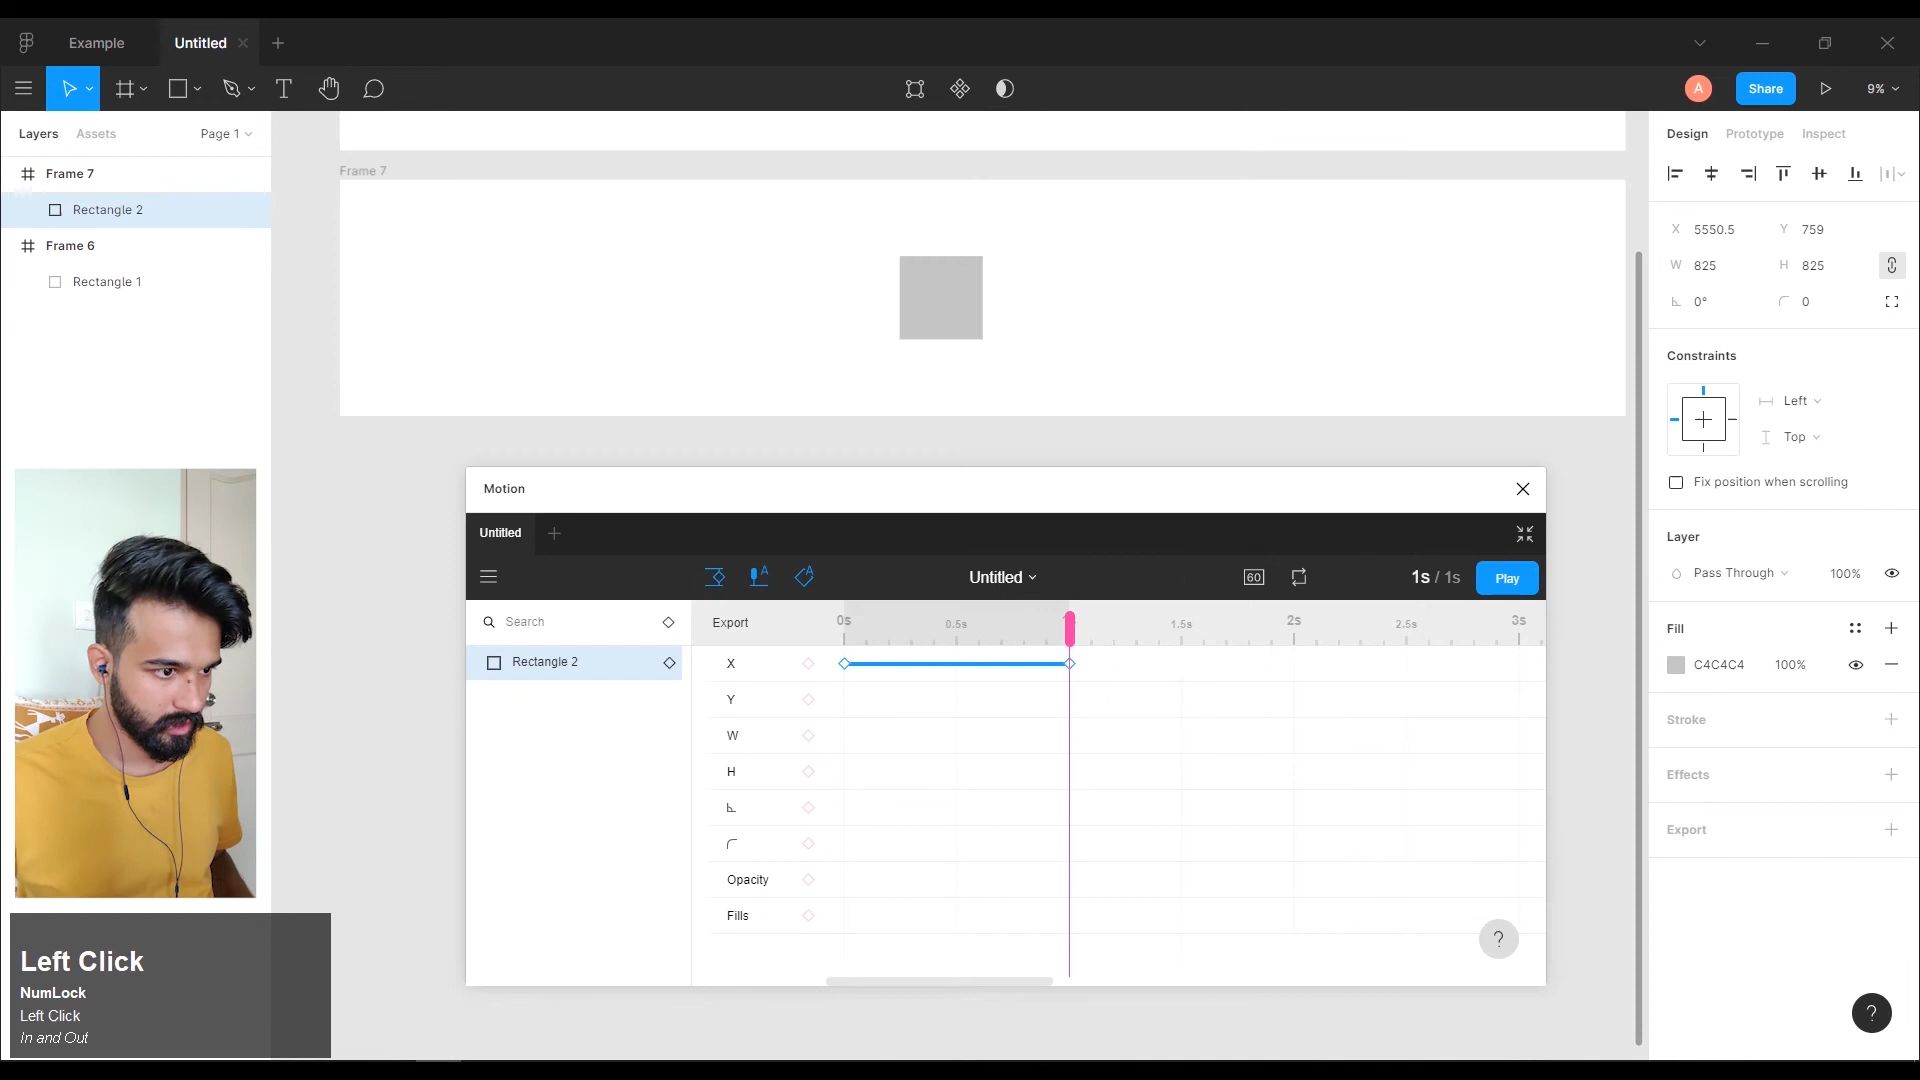 Example
Untitled
Share
9%
Layers
Assets
Page 1
Frame 7
Rectangle 2
Frame 6
Rectangle 1
Frame 7
Design
Prototype
Inspect
X 5550.5
Y 759
W 825
H 825
0°
0
Constraints
Left
Top
Fix position when scrolling
Layer
Pass Through
100%
Fill
C4C4C4
100%
Stroke
Effects
Export
Motion
Untitled
Untitled
60
1s / 1s
Play
Search
Export
0s
0.5s
1.5s
2s
2.5s
3s
Rectangle 2
X
Y
W
H
Opacity
Fills
?
A
Left Click
NumLock
Left Click
In and Out
?